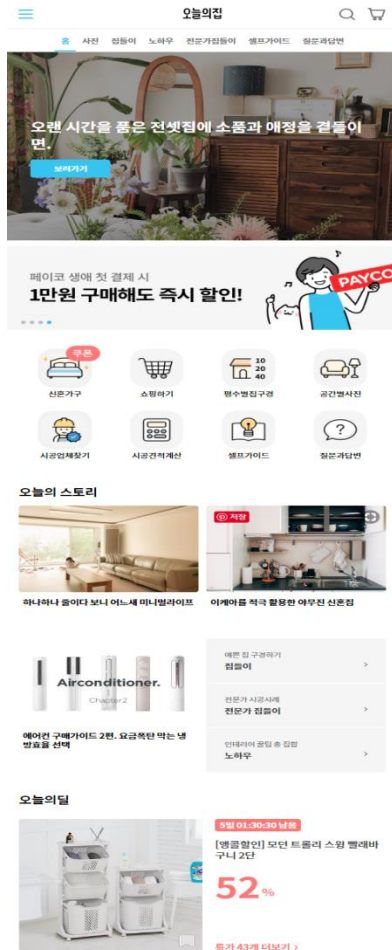 오늘의집
홈 사진 집들이 노하우 전문가집들이 셀프가이드 질문과답변
오랜 시간을 품은 전셋집에 소품과 애정을 곁들이
면.
보러가기
페이코 생애 첫 결제 시
1만원 구매해도 즉시 할인!
PAYCO
쿠폰
10
20
40
신혼가구 쇼핑하기 평수별집구경 공간별사진
?
시공업체찾기 시공견적계산 셀프가이드 질문과답변
오늘의 스토리
저장
하나하나 줄이다 보니 어느새 미니멀라이프
이케아를 적극 활용한 야무진 신혼집
Airconditioner.
Chapter2
에어컨 구매가이드 2편. 요금폭탄 막는 냉
방효율 선택
예쁜 집 구경하기
집들이
전문가 시공사례
전문가 집들이
인테리어 꿀팁 총 집합
노하우
오늘의딜
5일 01:30:30 남음
[앵콜할인] 모던 트롤리 스윙 빨래바
구니 2단
52%
특가 43개 더보기 >